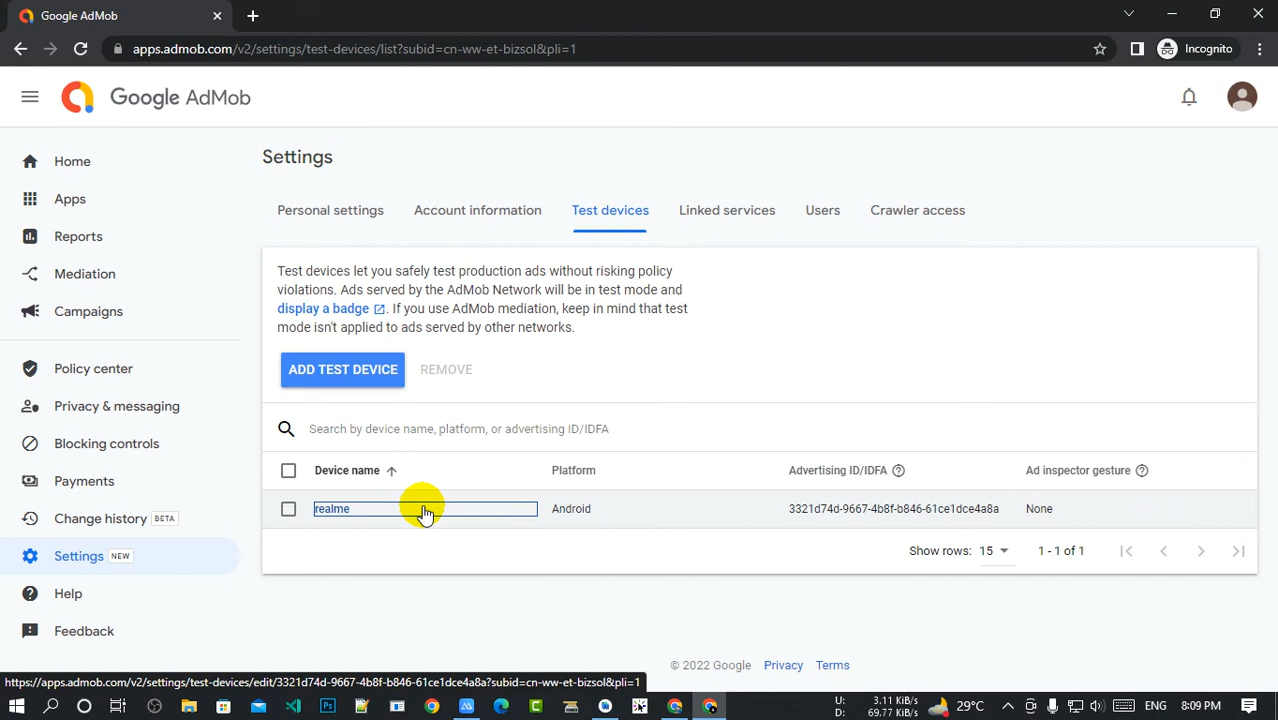 Google AdMob
apps.admob.com/v2/settings/test-devices/list?subid=cn-ww-et-bizsol&pli=1
Incognito
Google AdMob
Home
Apps
Reports
Mediation
Campaigns
Policy center
Privacy & messaging
Blocking controls
Payments
Change history BETA
Settings NEW
Help
Feedback
Settings
Personal settings Account information Test devices Linked services Users Crawler access
Test devices let you safely test production ads without risking policy
violations. Ads served by the AdMob Network will be in test mode and
display a badge. If you use AdMob mediation, keep in mind that test
mode isn't applied to ads served by other networks.
ADD TEST DEVICE REMOVE
Search by device name, platform, or advertising ID/IDFA
Device name Platform Advertising ID/IDFA Ad inspector gesture
realme Android 3321d74d-9667-4b8f-b846-61ce1dce4a8a None
Show rows: 15 1 - 1 of 1
© 2022 Google Privacy Terms
https://apps.admob.com/v2/settings/test-devices/edit/3321d74d-9667-4b8f-b846-61ce1dce4a8a?subid=cn-ww-et-bizsol&pli=1
U: 3.11 KiB/s
D: 69.77 KiB/s
29°C ENG 8:09 PM